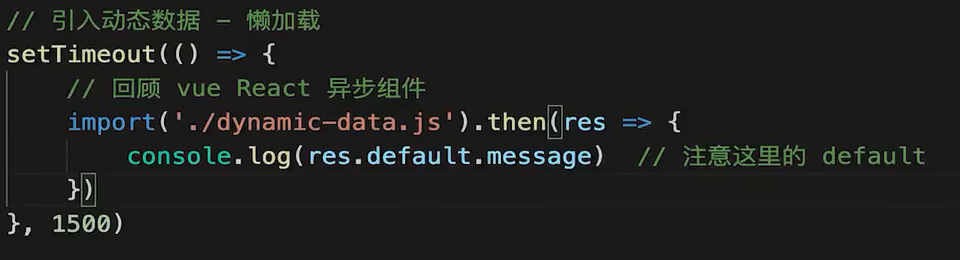 // 引入动态数据 - 懒加载
setTimeout(() => {
    // 回顾 vue React 异步组件
    import('./dynamic-data.js').then(res => {
        console.log(res.default.message)  // 注意这里的 default
    })
}, 1500)